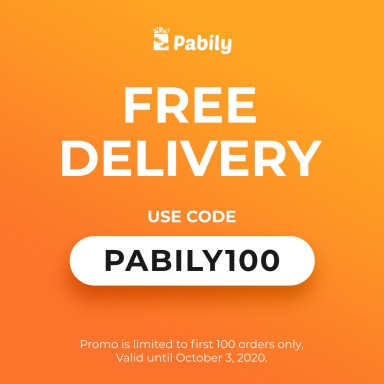 Pabily
FREE
DELIVERY
USE CODE
PABILY100
Promo is limited to first 100 orders only,
Valid until October 3, 2020.